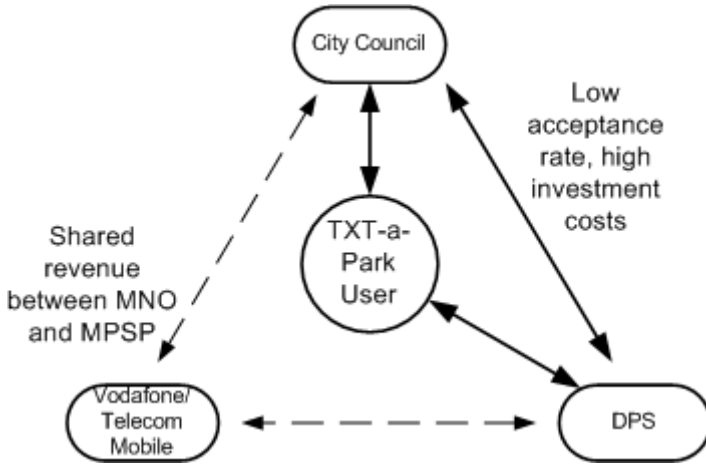 City Council
Low
acceptance
rate, high
investment
costs
TXT-a-
Park
User
Shared
revenue
between MNO
and MPSP
Vodafone/
Telecom
Mobile
DPS